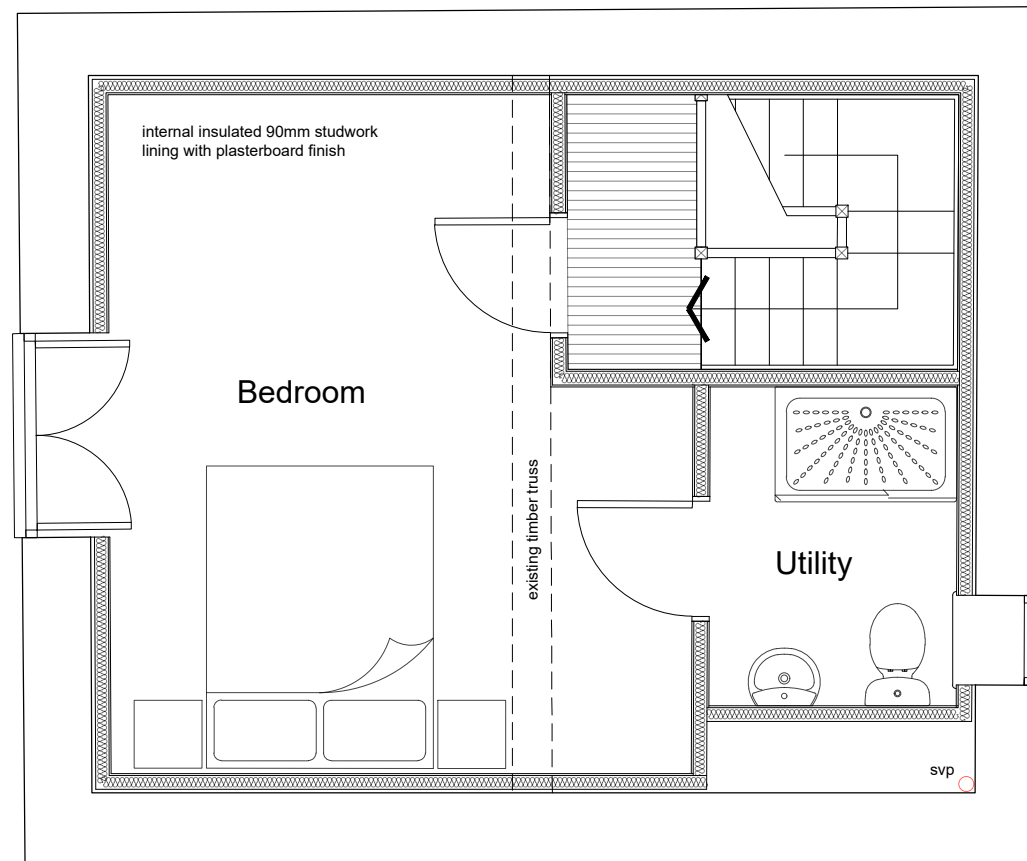 internal insulated 90mm studwork
lining with plasterboard finish
Bedroom
existing timber truss
Utility
svp